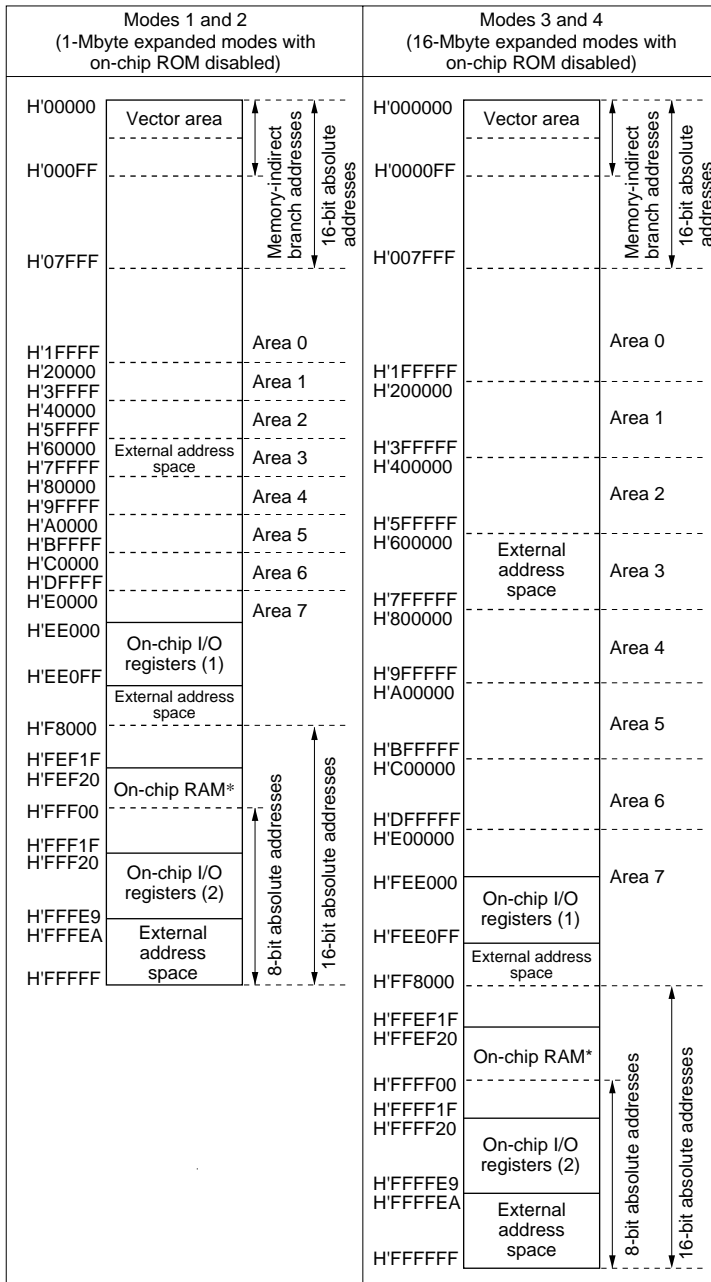 Modes 1 and 2
(1-Mbyte expanded modes with
on-chip ROM disabled)
H'00000
Vector area
H'000FF
H'07FFF
Memory-indirect
branch addresses
16-bit absolute
addresses
Area 0
H'1FFFF
H'20000
Area 1
H'3FFFF
H'40000
Area 2
H'5FFFF
H'60000
External address
space
Area 3
H'7FFFF
H'80000
Area 4
H'9FFFF
H'A0000
Area 5
H'BFFFF
H'C0000
Area 6
H'DFFFF
H'E0000
Area 7
H'EE000
On-chip I/O
registers (1)
H'EE0FF
External address
space
H'F8000
H'FEF1F
H'FEF20
On-chip RAM*
H'FFF00
H'FFF1F
H'FFF20
On-chip I/O
registers (2)
H'FFFE9
H'FFFEA
External
address
space
H'FFFFF
8-bit absolute addresses
16-bit absolute addresses
Modes 3 and 4
(16-Mbyte expanded modes with
on-chip ROM disabled)
H'000000
Vector area
H'0000FF
H'007FFF
Memory-indirect
branch addresses
16-bit absolute
addresses
Area 0
H'1FFFFF
H'200000
Area 1
H'3FFFFF
H'400000
Area 2
H'5FFFFF
H'600000
External
address
space
Area 3
H'7FFFFF
H'800000
Area 4
H'9FFFFF
H'A00000
Area 5
H'BFFFFF
H'C00000
Area 6
H'DFFFFF
H'E00000
Area 7
H'FEE000
On-chip I/O
registers (1)
H'FEE0FF
External address
space
H'FF8000
H'FFEF1F
H'FFEF20
On-chip RAM*
H'FFFF00
H'FFFF1F
H'FFFF20
On-chip I/O
registers (2)
H'FFFFE9
H'FFFFEA
External
address
space
H'FFFFFF
8-bit absolute addresses
16-bit absolute addresses